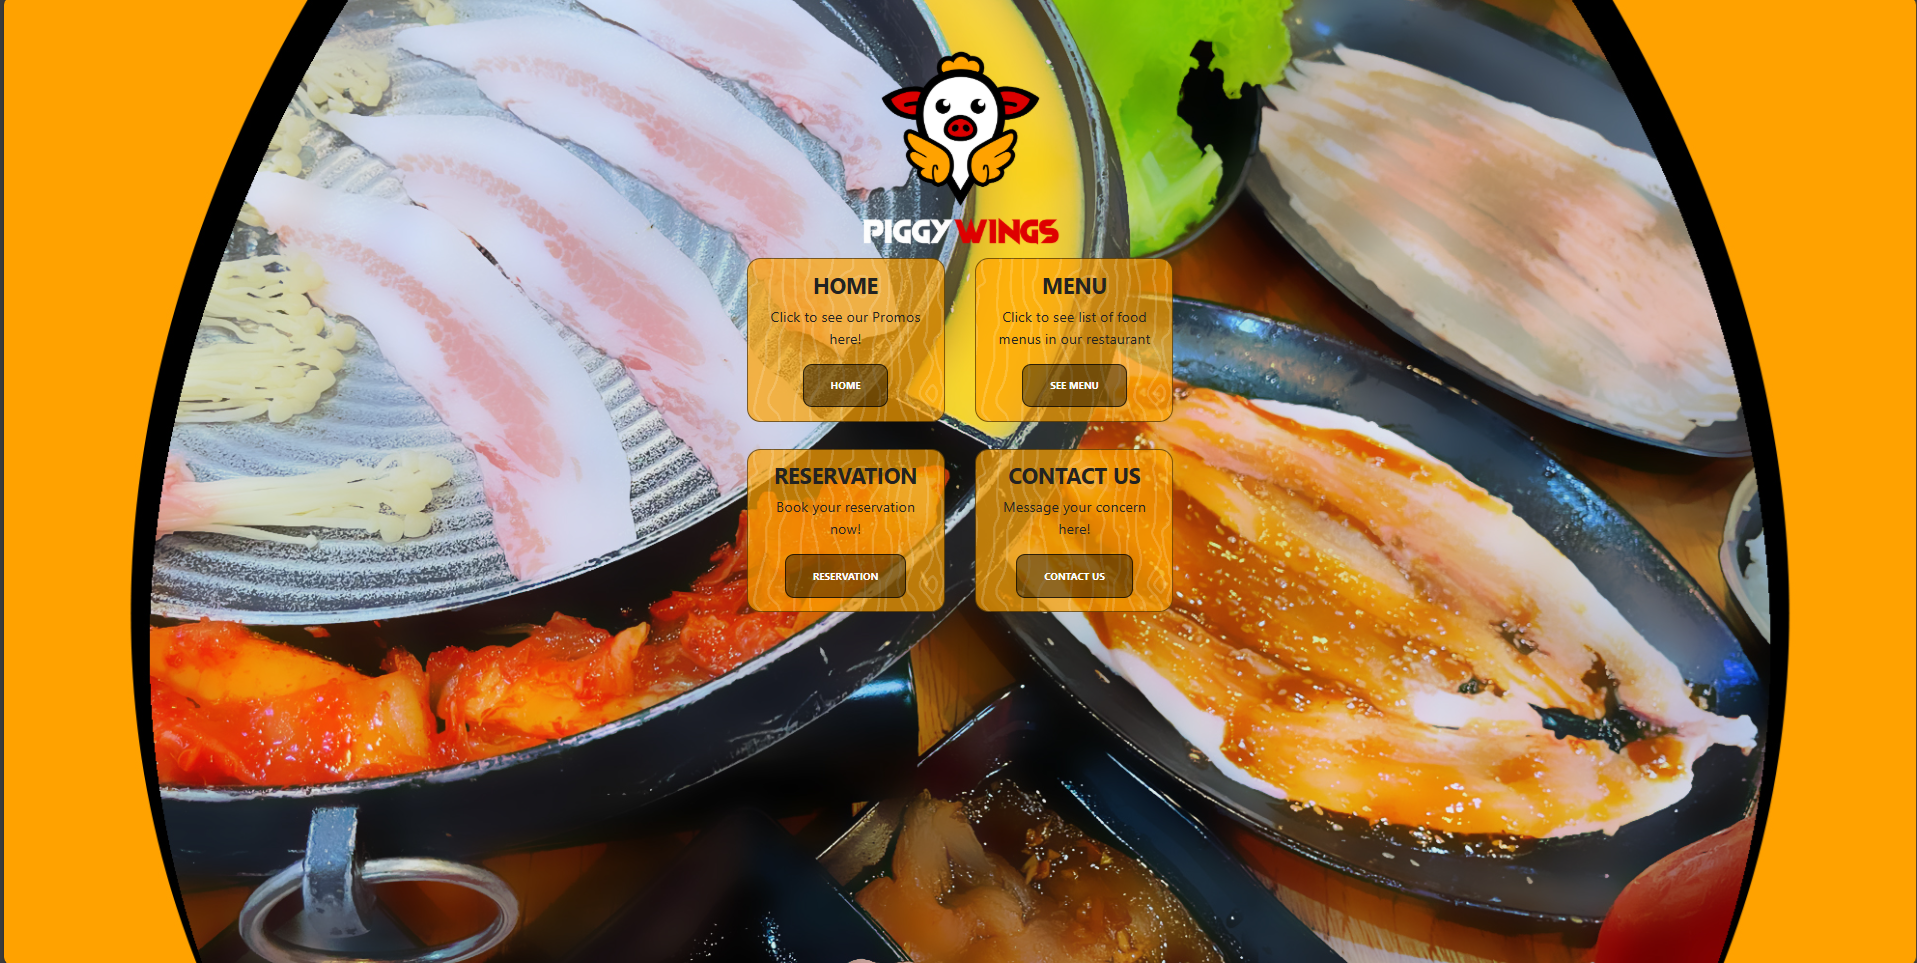 PIGGY WINGS
HOME
Click to see our Promos
here!
HOME
MENU
Click to see list of food
menus in our restaurant
SEE MENU
RESERVATION
Book your reservation
now!
RESERVATION
CONTACT US
Message your concern
here!
CONTACT US